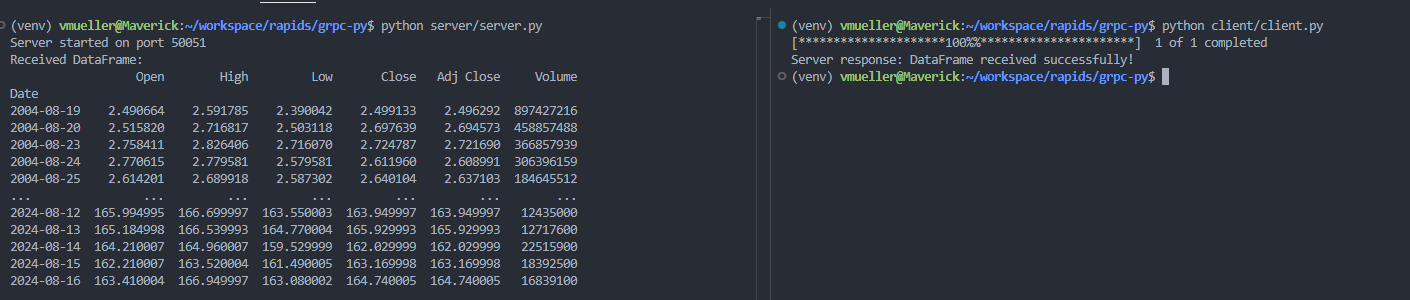 (venv) vmueller@Maverick:~/workspace/rapids/grpc-py$ python server/server.py
Server started on port 50051
Received DataFrame:
Open High Low Close Adj Close Volume
Date
2004-08-19 2.490664 2.591785 2.390042 2.499133 2.496292 897427216
2004-08-20 2.515820 2.716817 2.503118 2.697639 2.694573 458857488
2004-08-23 2.758411 2.826406 2.716070 2.724787 2.721690 366857939
2004-08-24 2.770615 2.779581 2.579581 2.611960 2.608991 306396159
2004-08-25 2.614201 2.689918 2.587302 2.640104 2.637103 184645512
... ... ... ... ... ... ...
2024-08-12 165.994995 166.699997 163.550003 163.949997 163.949997 12435000
2024-08-13 165.184998 166.539993 164.770004 165.929993 165.929993 12717600
2024-08-14 164.210007 164.960007 159.529999 162.029999 162.029999 22515900
2024-08-15 162.210007 163.520004 161.490005 163.169998 163.169998 18392500
2024-08-16 163.410004 166.949997 163.080002 164.740005 164.740005 16839100
(venv) vmueller@Maverick:~/workspace/rapids/grpc-py$ python client/client.py
[*********************100%%**********************]  1 of 1 completed
Server response: DataFrame received successfully!
(venv) vmueller@Maverick:~/workspace/rapids/grpc-py$